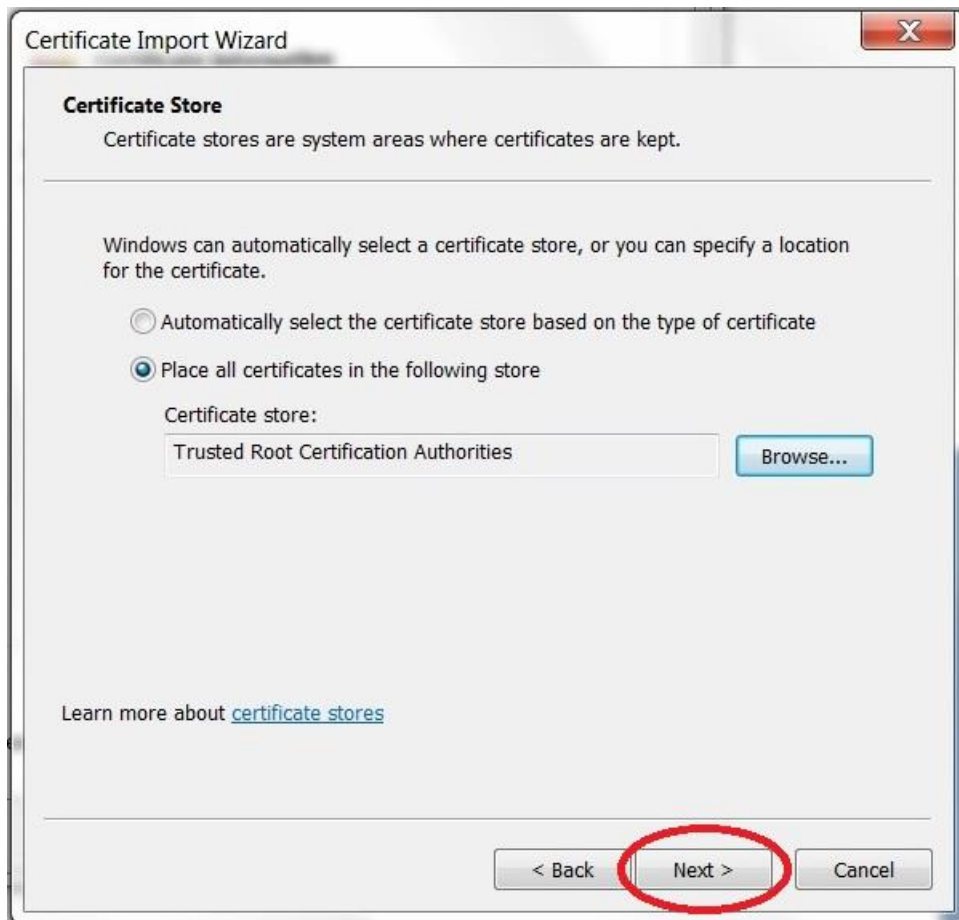 Certificate Import Wizard
Certificate Store
Certificate stores are system areas where certificates are kept.
Windows can automatically select a certificate store, or you can specify a location
for the certificate.
Automatically select the certificate store based on the type of certificate
Place all certificates in the following store
Certificate store:
Trusted Root Certification Authorities
Browse...
Learn more about certificate stores
< Back
Next >
Cancel